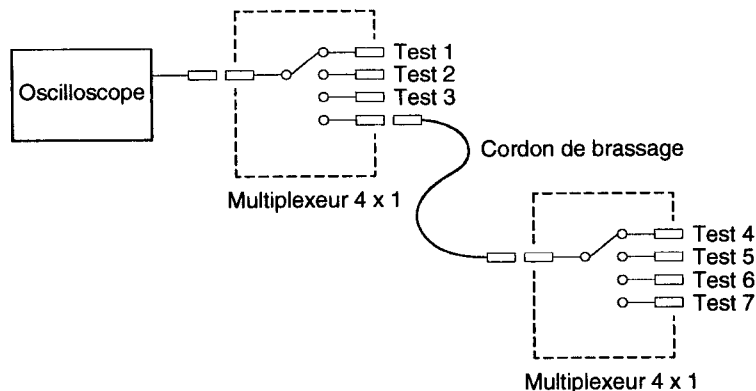 Test 1
Test 2
Oscilloscope
Test 3
Cordon de brassage
Multiplexeur 4 x 1
Test 4
Test 5
Test 6
Test 7
Multiplexeur 4 x 1